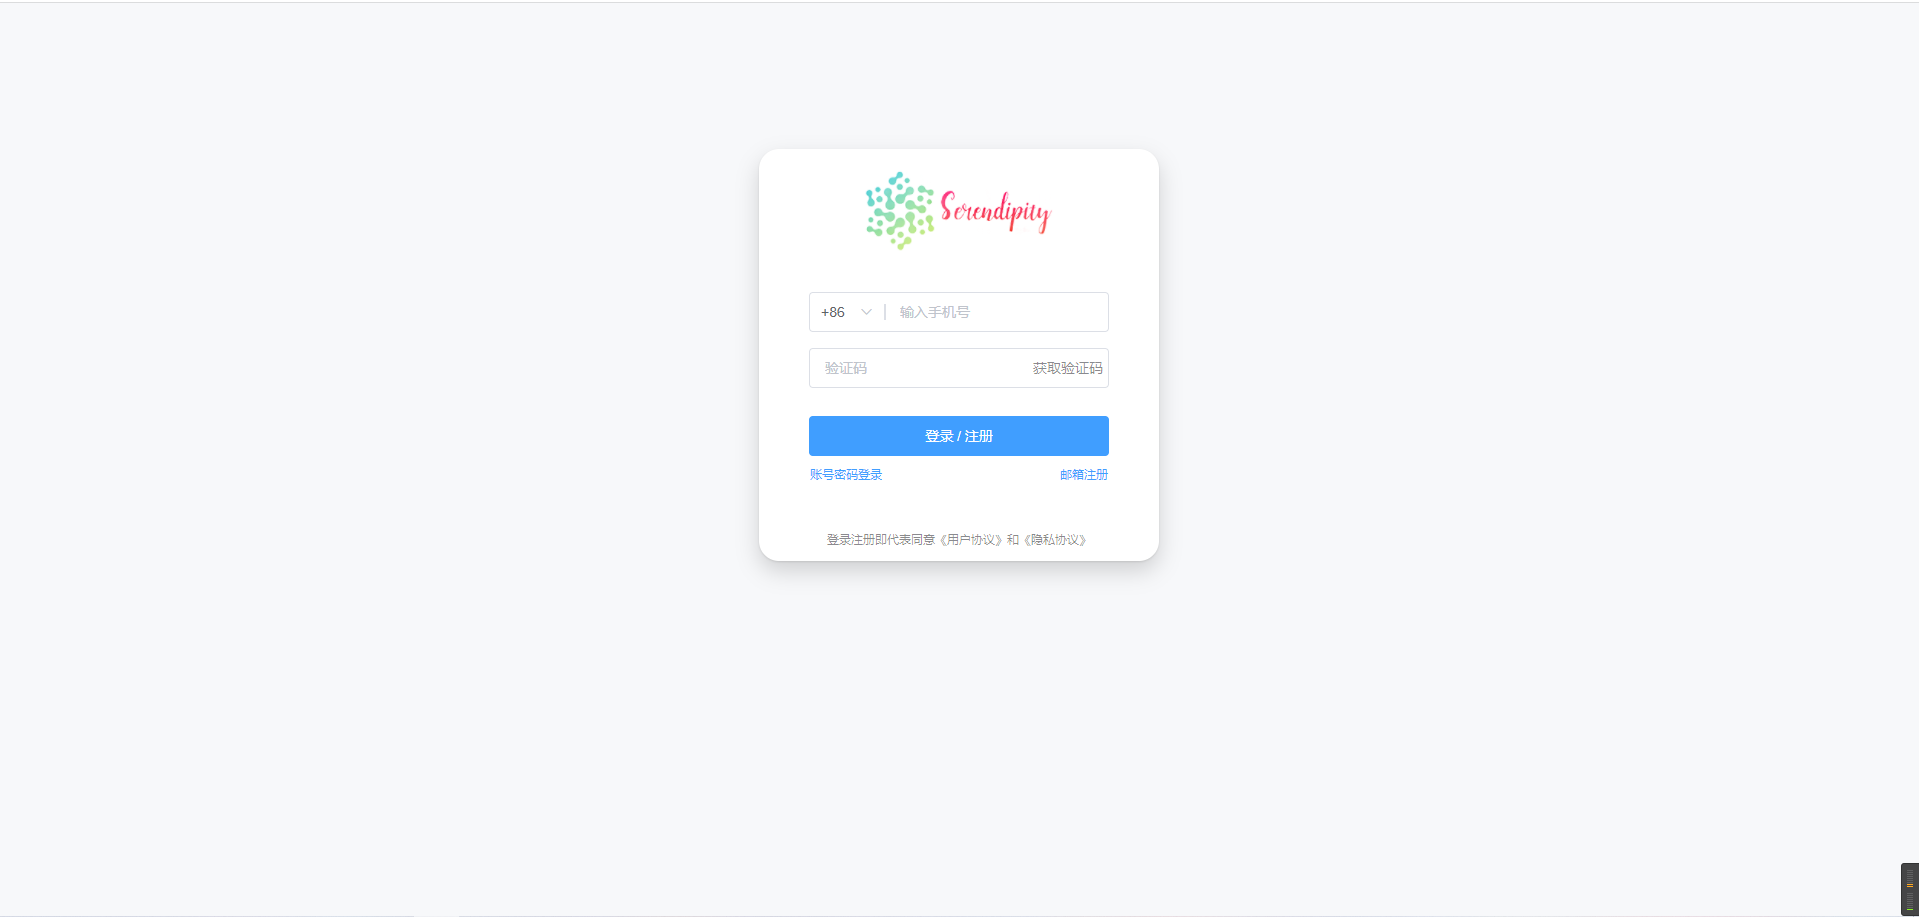 Serendipity
+86 输入手机号
验证码 获取验证码
登录 / 注册
账号密码登录 邮箱注册
登录注册即代表同意《用户协议》和《隐私协议》